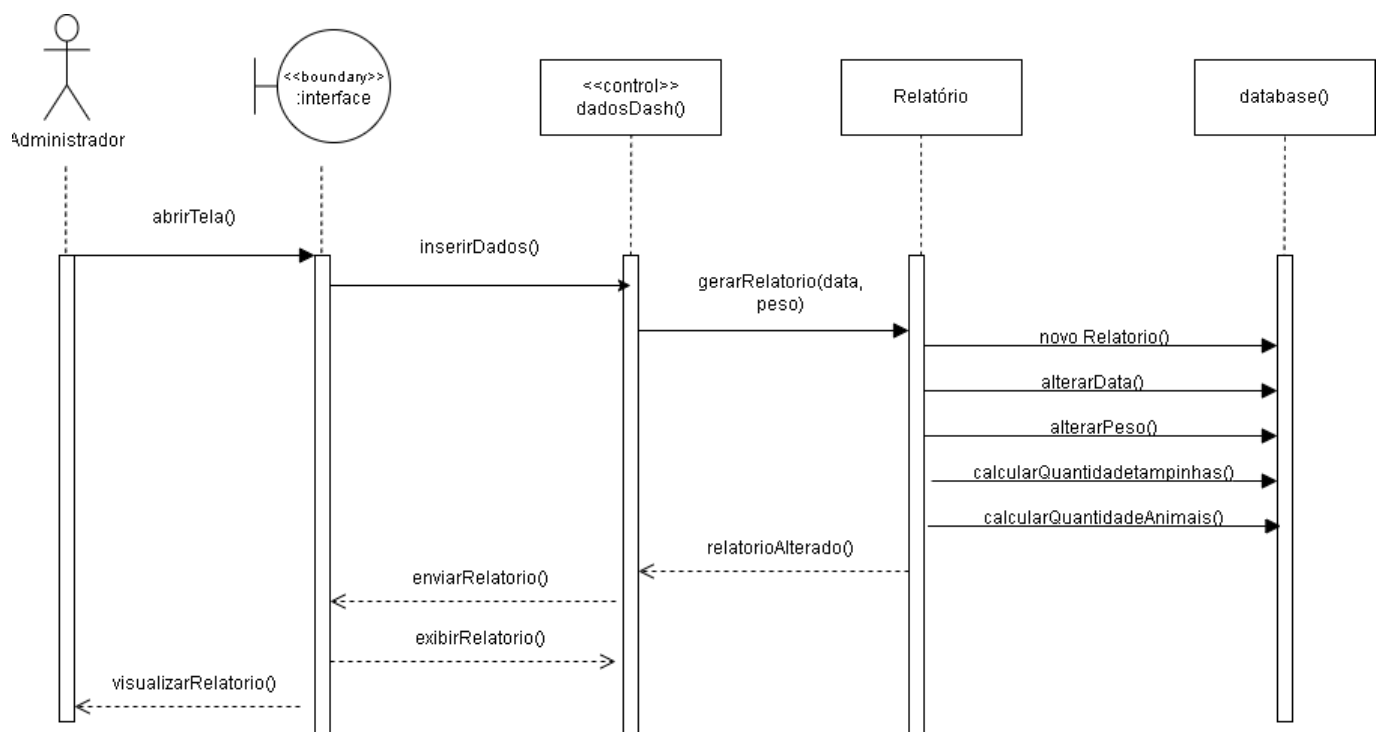 <<boundary>>
:interface
<<control>>
dadosDash()
Relatório
database()
Administrador
abrirTela()
inserirDados()
gerarRelatorio(data,
peso)
novo Relatorio()
alterarData()
alterarPeso()
calcularQuantidadetampinhas()
calcularQuantidadeAnimais()
relatorioAlterado()
enviarRelatorio()
exibirRelatorio()
visualizarRelatorio()